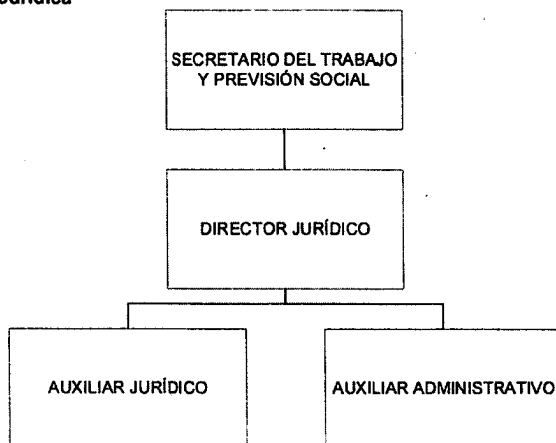 SECRETARIO DEL TRABAJO
Y PREVISIÓN SOCIAL
DIRECTOR JURÍDICO
AUXILIAR JURÍDICO
AUXILIAR ADMINISTRATIVO